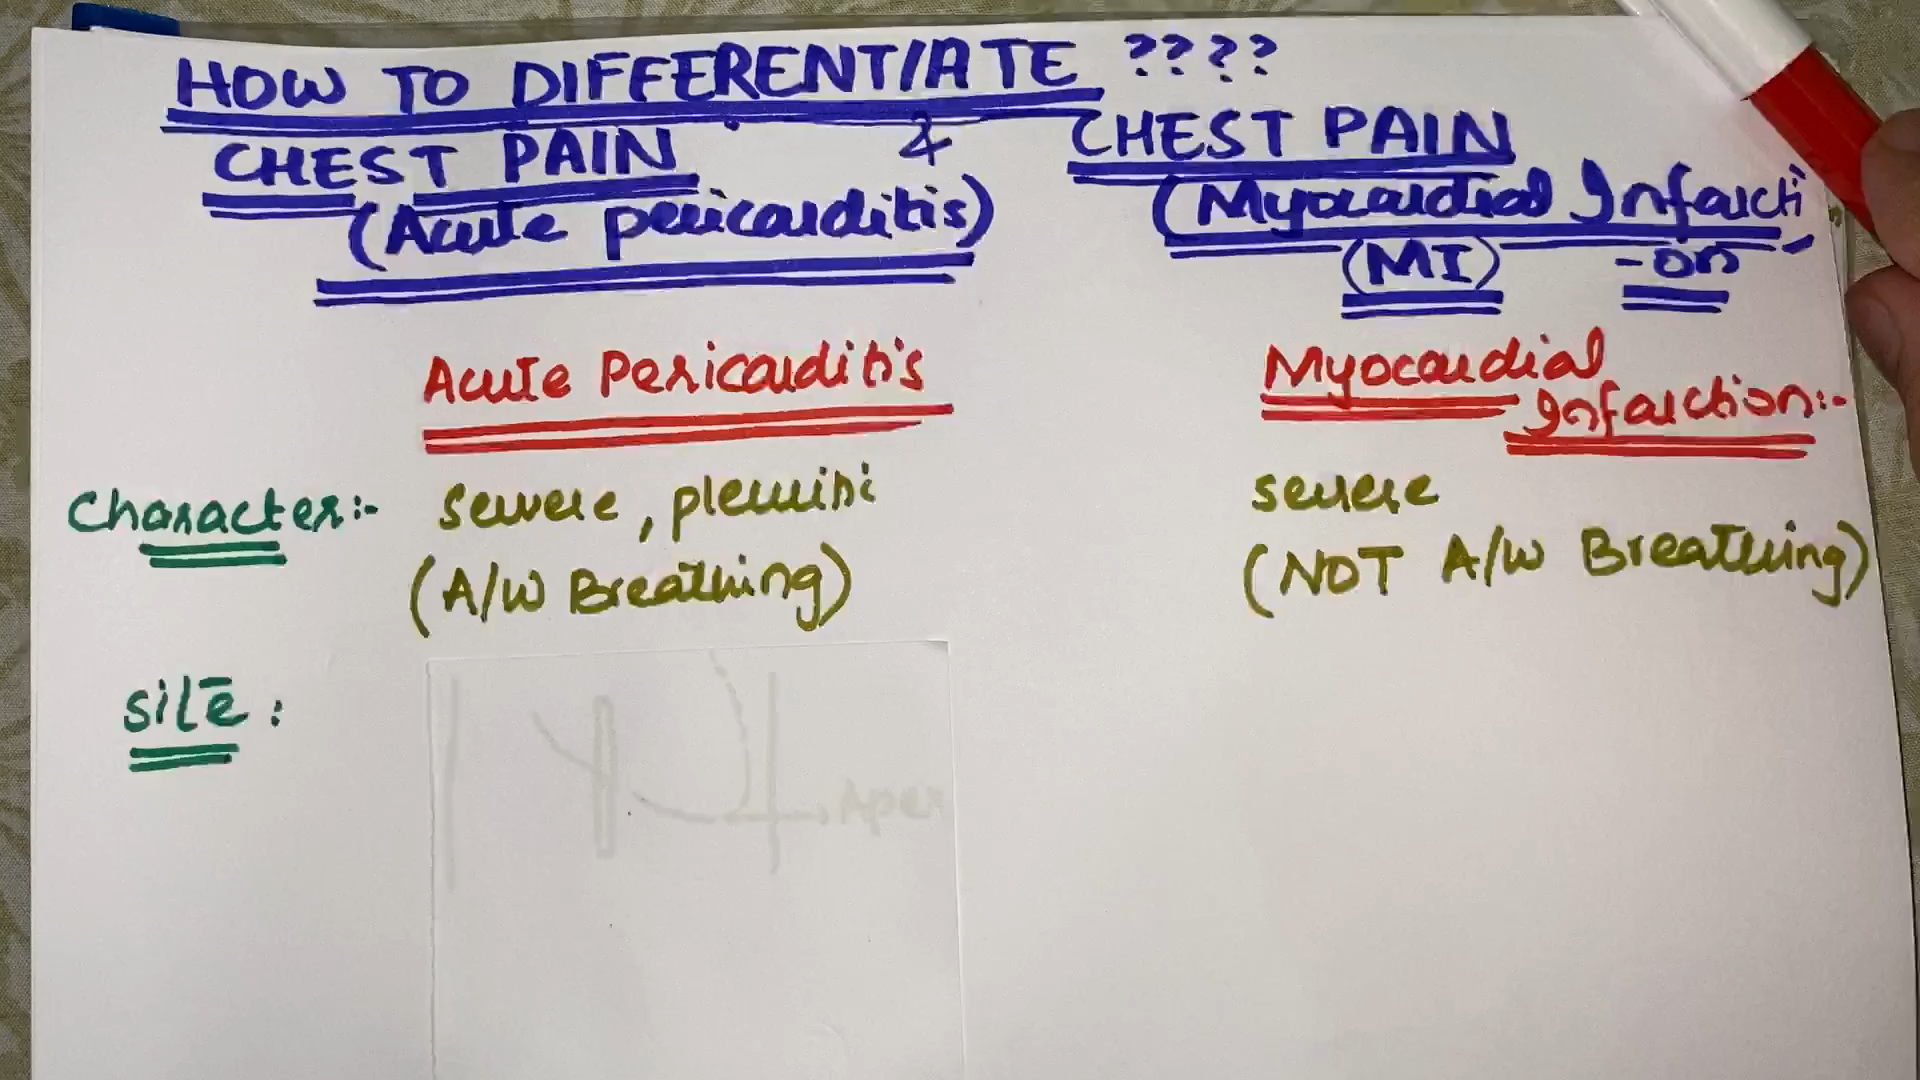 HOW TO DIFFERENTIATE ????
CHEST PAIN & CHEST PAIN
(Acute pericarditis) (Myocardial Infarcti
(MI) -on
Acute Pericarditis Myocardial
Infarction:-
Character:- severe, pleuritic severe
(A/W Breathing) (NOT A/W Breathing)
Site :
Apex